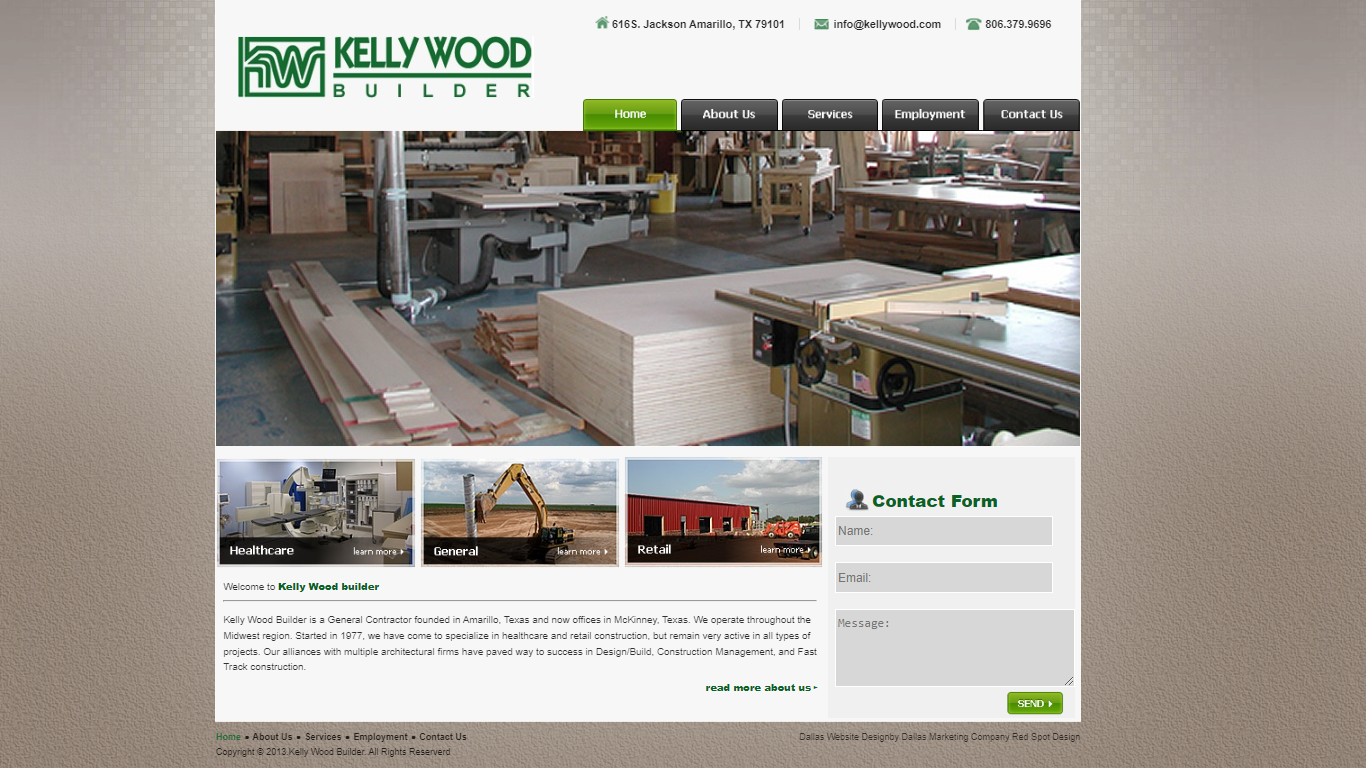 616S. Jackson Amarillo, TX 79101
info@kellywood.com
806.379.9696
KELLY WOOD
BUILDER
Home
About Us
Services
Employment
Contact Us
Healthcare
learn more
General
learn more
Retail
learn more
Contact Form
Name:
Email:
Message:
SEND
Welcome to Kelly Wood builder
Kelly Wood Builder is a General Contractor founded in Amarillo, Texas and now offices in McKinney, Texas. We operate throughout the
Midwest region. Started in 1977, we have come to specialize in healthcare and retail construction, but remain very active in all types of
projects. Our alliances with multiple architectural firms have paved way to success in Design/Build, Construction Management, and Fast
Track construction.
read more about us
Home ▪ About Us ▪ Services ▪ Employment ▪ Contact Us
Copyright © 2013.Kelly Wood Builder. All Rights Reserverd
Dallas Website Designby Dallas Marketing Company Red Spot Design